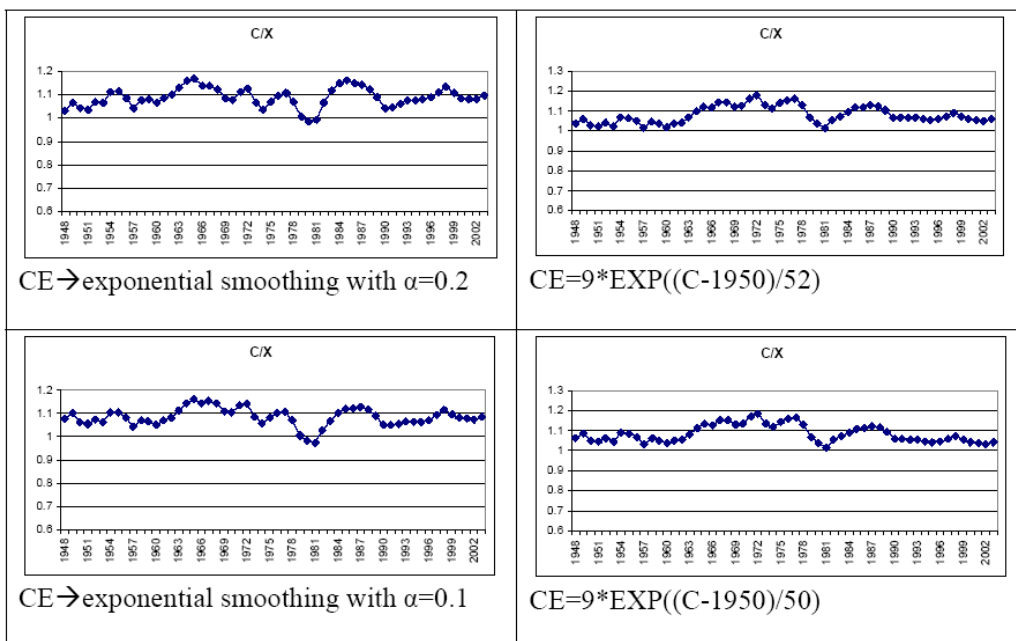 C/X
1.2
1.1
1
0.9
0.8
0.7
0.6
1948 1951 1954 1957 1960 1963 1966 1969 1972 1975 1978 1981 1984 1987 1990 1993 1996 1999 2002
CE→exponential smoothing with α=0.2
C/X
1.3
1.2
1.1
1
0.9
0.8
0.7
0.6
1948 1951 1954 1957 1960 1963 1966 1969 1972 1975 1978 1981 1984 1987 1990 1993 1996 1999 2002
CE=9*EXP((C-1950)/52)
C/X
1.2
1.1
1
0.9
0.8
0.7
0.6
1948 1951 1954 1957 1960 1963 1966 1969 1972 1975 1978 1981 1984 1987 1990 1993 1996 1999 2002
CE→exponential smoothing with α=0.1
C/X
1.3
1.2
1.1
1
0.9
0.8
0.7
0.6
1948 1951 1954 1957 1960 1963 1966 1969 1972 1975 1978 1981 1984 1987 1990 1993 1996 1999 2002
CE=9*EXP((C-1950)/50)